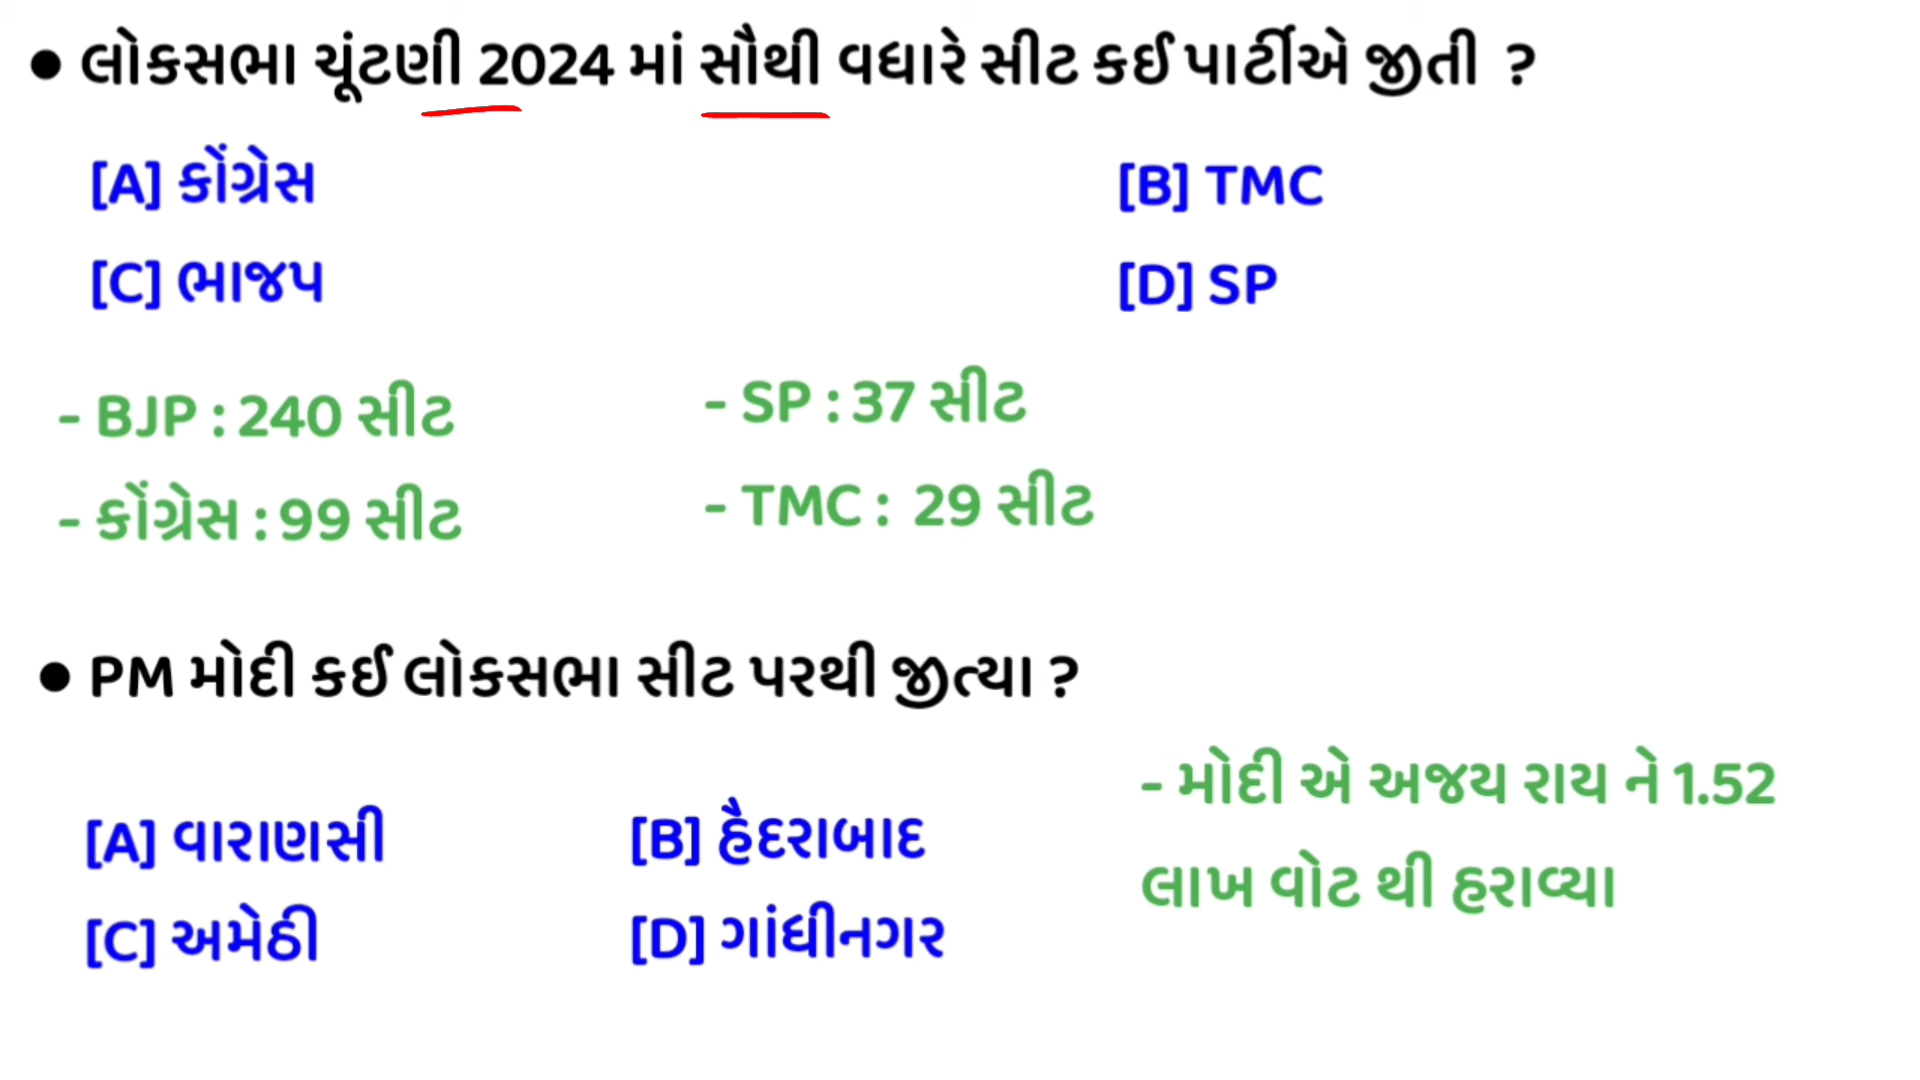 ● લોકસભા ચૂંટણી 2024 માં સૌથી વધારે સીટ કઈ પાર્ટીએ જીતી ?
[A] કોંગ્રેસ [B] TMC
[C] ભાજપ [D] SP
- BJP : 240 સીટ - SP : 37 સીટ
- કોંગ્રેસ : 99 સીટ - TMC : 29 સીટ
● PM મોદી કઈ લોકસભા સીટ પરથી જીત્યા ?
[A] વારાણસી [B] હૈદરાબાદ
[C] અમેઠી [D] ગાંધીનગર
- મોદી એ અજય રાય ને 1.52
લાખ વોટ થી હરાવ્યા